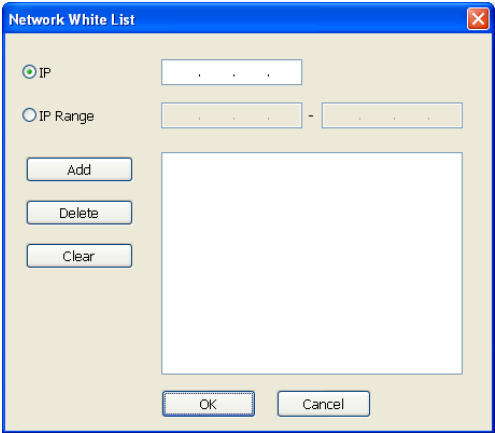 Network White List
IP . . .
IP Range . . . - . . .
Add
Delete
Clear
OK Cancel